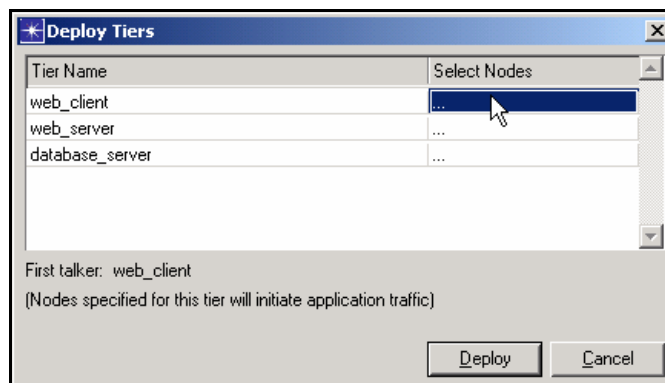 Deploy Tiers
Tier Name Select Nodes
web_client ...
web_server ...
database_server ...
First talker: web_client
(Nodes specified for this tier will initiate application traffic)
Deploy Cancel